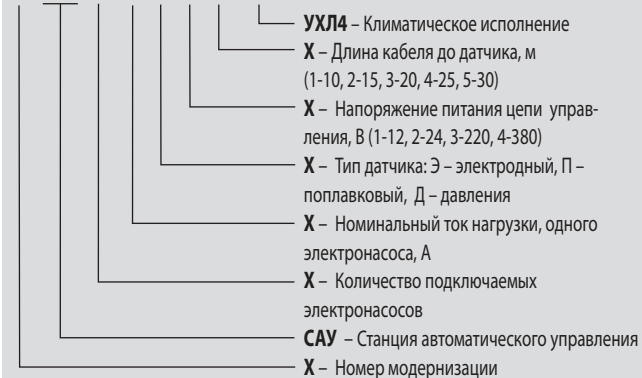 УХЛ4 – Климатическое исполнение
Х – Длина кабеля до датчика, м
(1-10, 2-15, 3-20, 4-25, 5-30)
Х – Напоряжение питания цепи управ-
ления, В (1-12, 2-24, 3-220, 4-380)
Х – Тип датчика: Э – электродный, П –
поплавковый, Д – давления
Х – Номинальный ток нагрузки, одного
электронасоса, А
Х – Количество подключаемых
электронасосов
САУ – Станция автоматического управления
Х – Номер модернизации